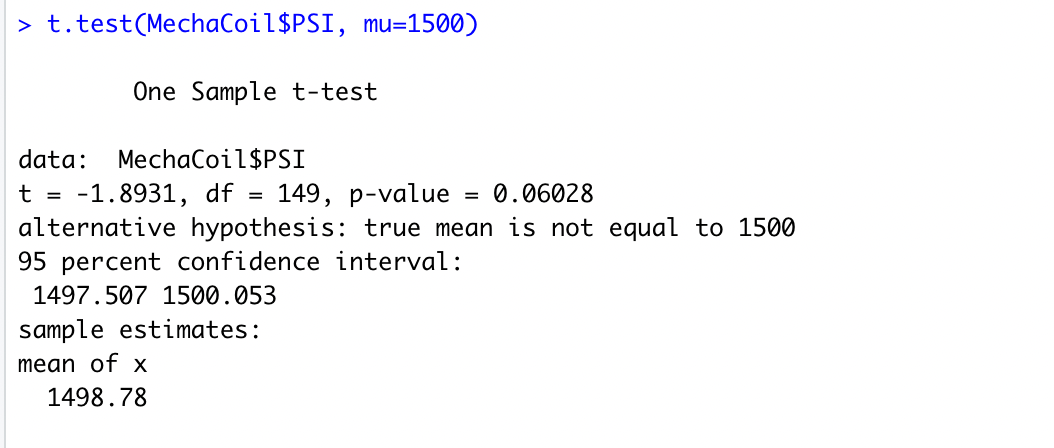 > t.test(MechaCoil$PSI, mu=1500)
One Sample t-test
data:  MechaCoil$PSI
t = -1.8931, df = 149, p-value = 0.06028
alternative hypothesis: true mean is not equal to 1500
95 percent confidence interval:
1497.507 1500.053
sample estimates:
mean of x
1498.78